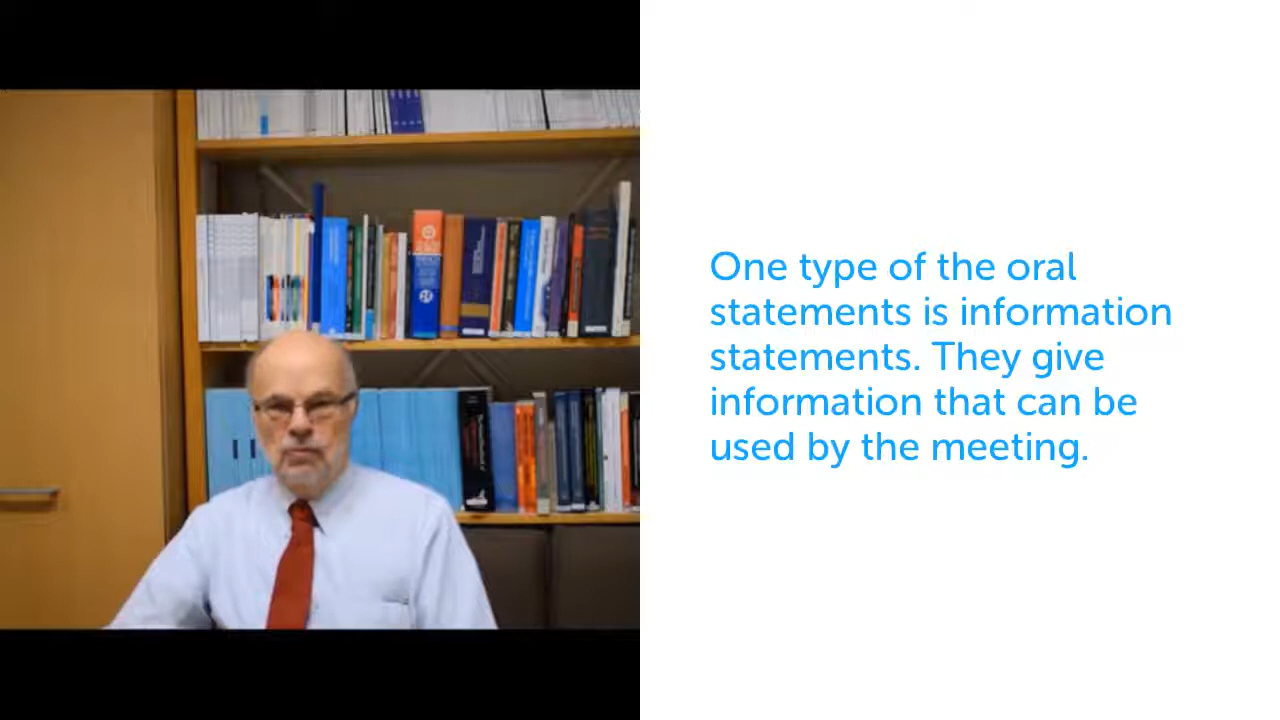 One type of the oral
statements is information
statements. They give
information that can be
used by the meeting.